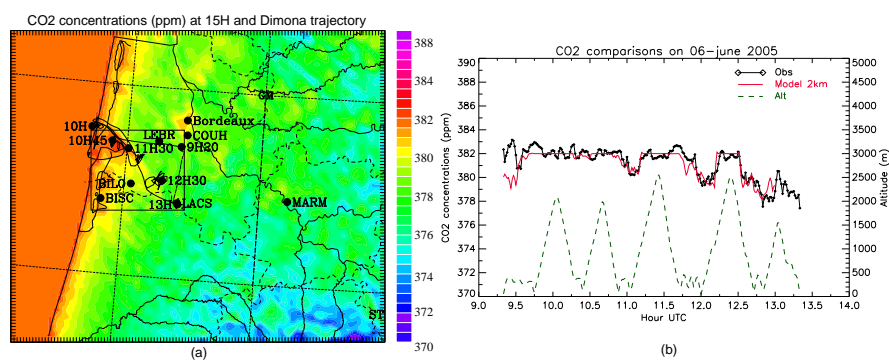 CO2 concentrations (ppm) at 15H and Dimona trajectory
GM
Bordeaux
10H
LEBR
COUH
10H45
11H30
9H20
BILO
12H30
BISC
13H
LACS
MARM
ST
388
386
384
382
380
378
376
374
372
370
(a)
CO2 comparisons on 06-june 2005
Obs
Model 2km
Alt
CO2 concentrations (ppm)
390
388
386
384
382
380
378
376
374
372
370
5000
4500
4000
3500
3000
2500
2000
1500
1000
500
0
Altitude (m)
9.0 9.5 10.0 10.5 11.0 11.5 12.0 12.5 13.0 13.5 14.0
Hour UTC
(b)